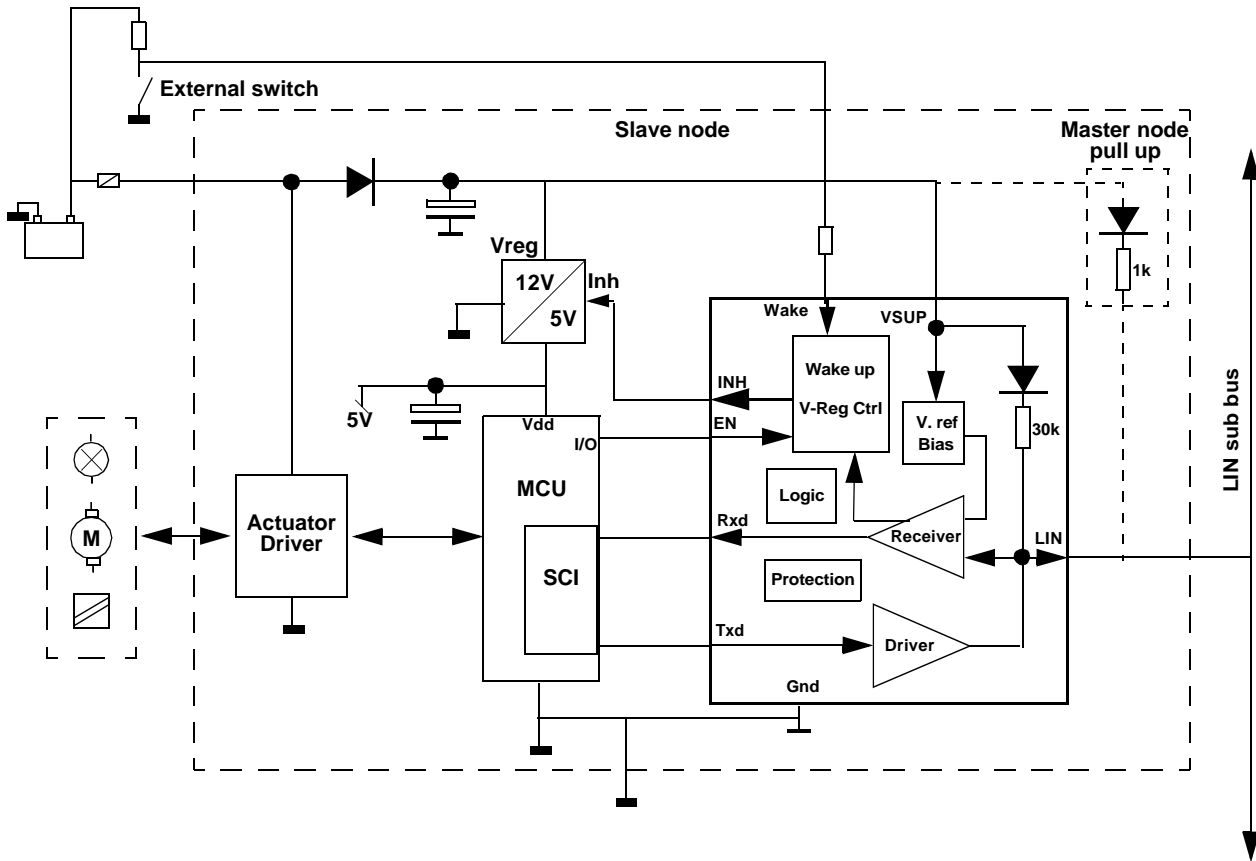 External switch
Slave node
Master node
pull up
1k
Vreg
12V
5V
Inh
Wake
VSUP
Wake up
V-Reg Ctrl
INH
EN
V. ref
Bias
30k
5V
Vdd
I/O
MCU
SCI
Actuator
Driver
M
Logic
Rxd
Receiver
LIN
Protection
Txd
Driver
Gnd
LIN sub bus